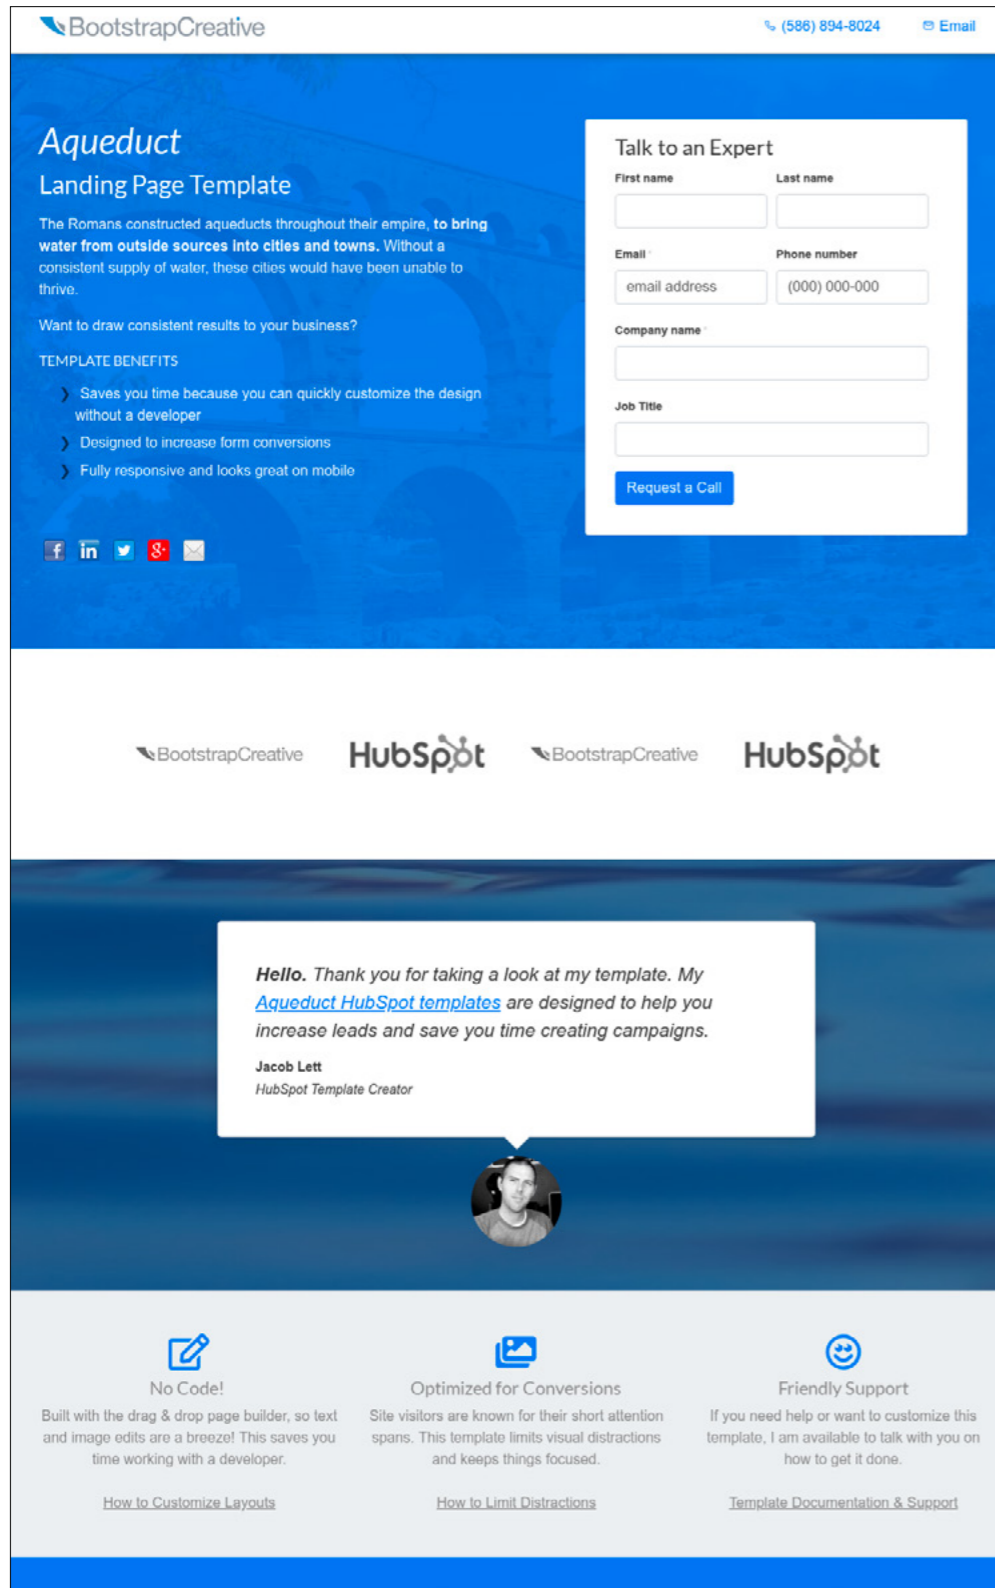 BootstrapCreative
(586) 894-8024
Email
Aqueduct
Landing Page Template
The Romans constructed aqueducts throughout their empire, to bring
water from outside sources into cities and towns. Without a
consistent supply of water, these cities would have been unable to
thrive.
Want to draw consistent results to your business?
TEMPLATE BENEFITS
Saves you time because you can quickly customize the design
without a developer
Designed to increase form conversions
Fully responsive and looks great on mobile
f in 8+
Talk to an Expert
First name Last name
Email * Phone number
email address (000) 000-000
Company name *
Job Title
Request a Call
BootstrapCreative HubSpot BootstrapCreative HubSpot
Hello. Thank you for taking a look at my template. My
Aqueduct HubSpot templates are designed to help you
increase leads and save you time creating campaigns.
Jacob Lett
HubSpot Template Creator
No Code!
Built with the drag & drop page builder, so text
and image edits are a breeze! This saves you
time working with a developer.
How to Customize Layouts
Optimized for Conversions
Site visitors are known for their short attention
spans. This template limits visual distractions
and keeps things focused.
How to Limit Distractions
Friendly Support
If you need help or want to customize this
template, I am available to talk with you on
how to get it done.
Template Documentation & Support